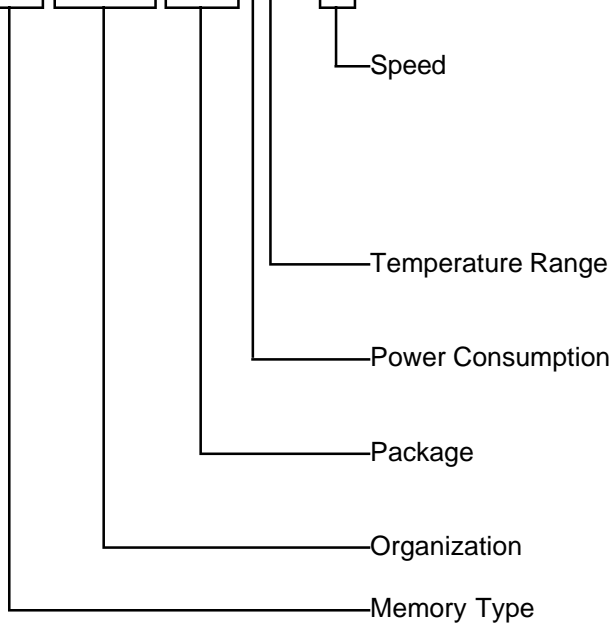 Speed
Temperature Range
Power Consumption
Package
Organization
Memory Type